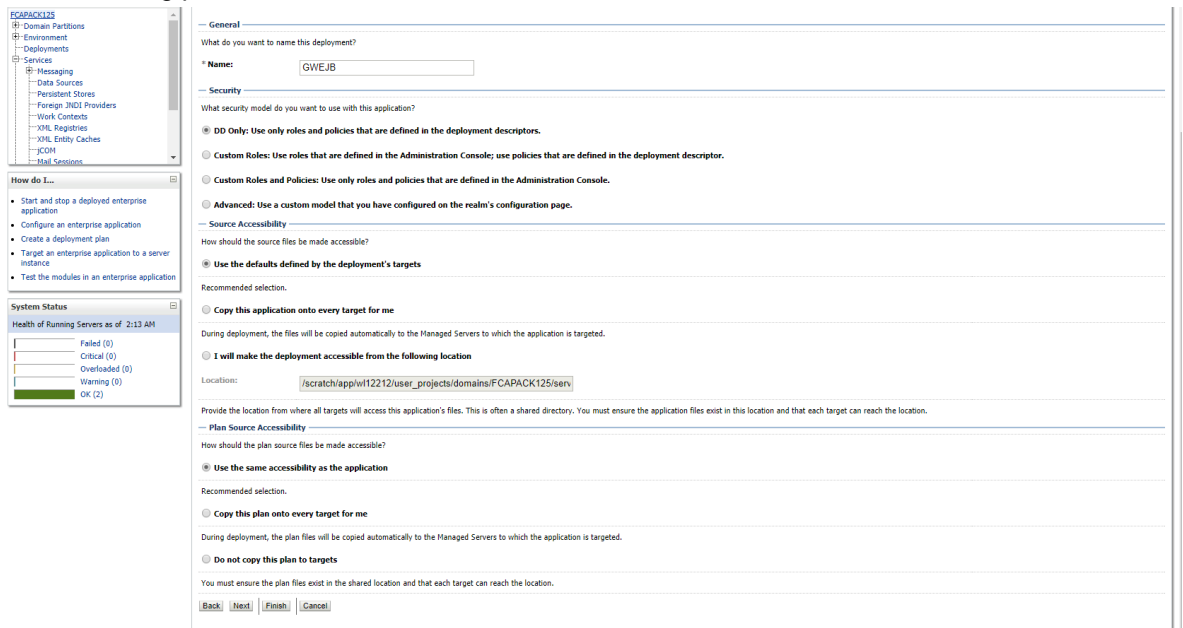 FCAPACK125
Domain Partitions
Environment
Deployments
Services
Messaging
Data Sources
Persistent Stores
Foreign JNDI Providers
Work Contexts
XML Registries
XML Entity Caches
jCOM
Mail Sessions
How do I...
Start and stop a deployed enterprise
application
Configure an enterprise application
Create a deployment plan
Target an enterprise application to a server
instance
Test the modules in an enterprise application
System Status
Health of Running Servers as of 2:13 AM
Failed (0)
Critical (0)
Overloaded (0)
Warning (0)
OK (2)
General
What do you want to name this deployment?
* Name: GWEJB
Security
What security model do you want to use with this application?
DD Only: Use only roles and policies that are defined in the deployment descriptors.
Custom Roles: Use roles that are defined in the Administration Console; use policies that are defined in the deployment descriptor.
Custom Roles and Policies: Use only roles and policies that are defined in the Administration Console.
Advanced: Use a custom model that you have configured on the realm's configuration page.
Source Accessibility
How should the source files be made accessible?
Use the defaults defined by the deployment's targets
Recommended selection.
Copy this application onto every target for me
During deployment, the files will be copied automatically to the Managed Servers to which the application is targeted.
I will make the deployment accessible from the following location
Location: /scratch/app/wl12212/user_projects/domains/FCAPACK125/serv
Provide the location from where all targets will access this application's files. This is often a shared directory. You must ensure the application files exist in this location and that each target can reach the location.
Plan Source Accessibility
How should the plan source files be made accessible?
Use the same accessibility as the application
Recommended selection.
Copy this plan onto every target for me
During deployment, the plan files will be copied automatically to the Managed Servers to which the application is targeted.
Do not copy this plan to targets
You must ensure the plan files exist in the shared location and that each target can reach the location.
Back Next Finish Cancel